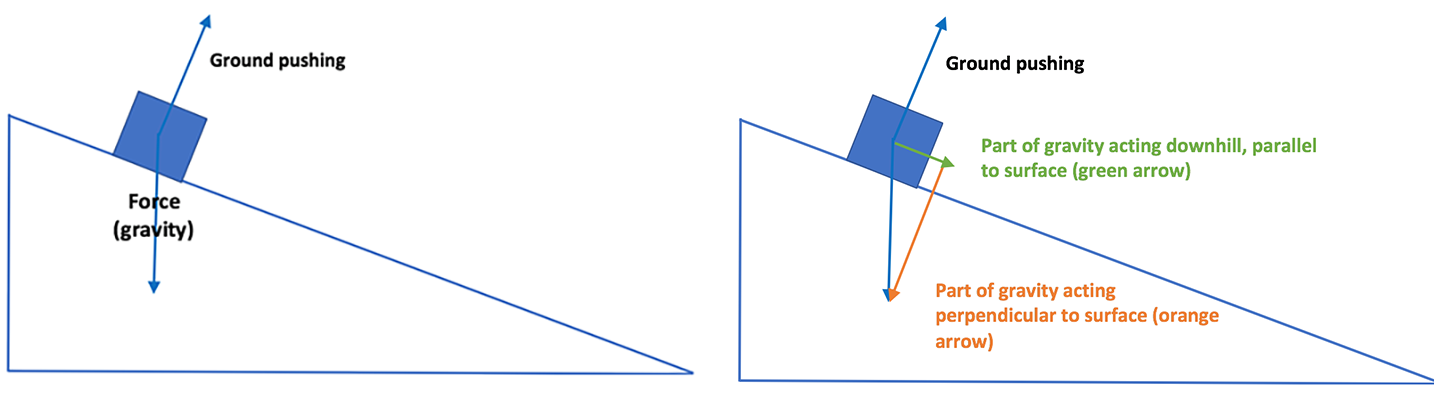 Ground pushing
Force
(gravity)
Ground pushing
Part of gravity acting downhill, parallel
to surface (green arrow)
Part of gravity acting
perpendicular to surface (orange
arrow)